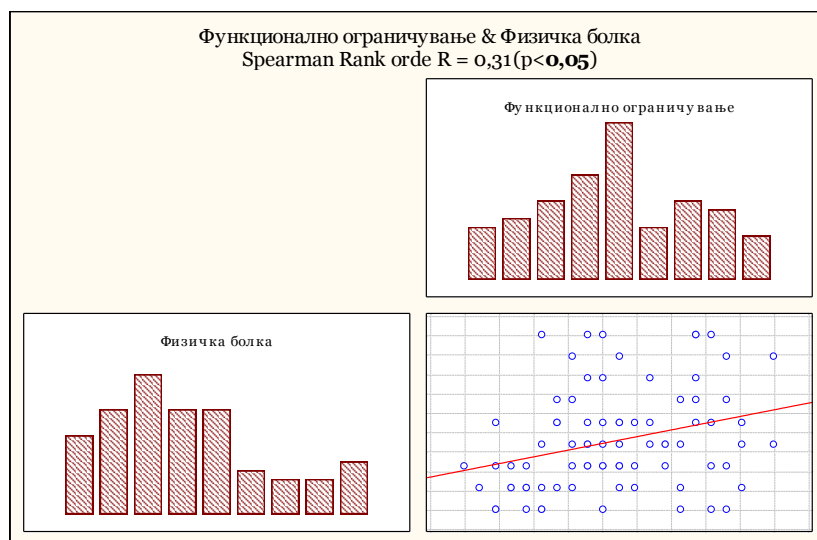 Функционално ограничување & Физичка болка
Spearman Rank orde R = 0,31(p<0,05)
Функционално ограничување
Физичка болка